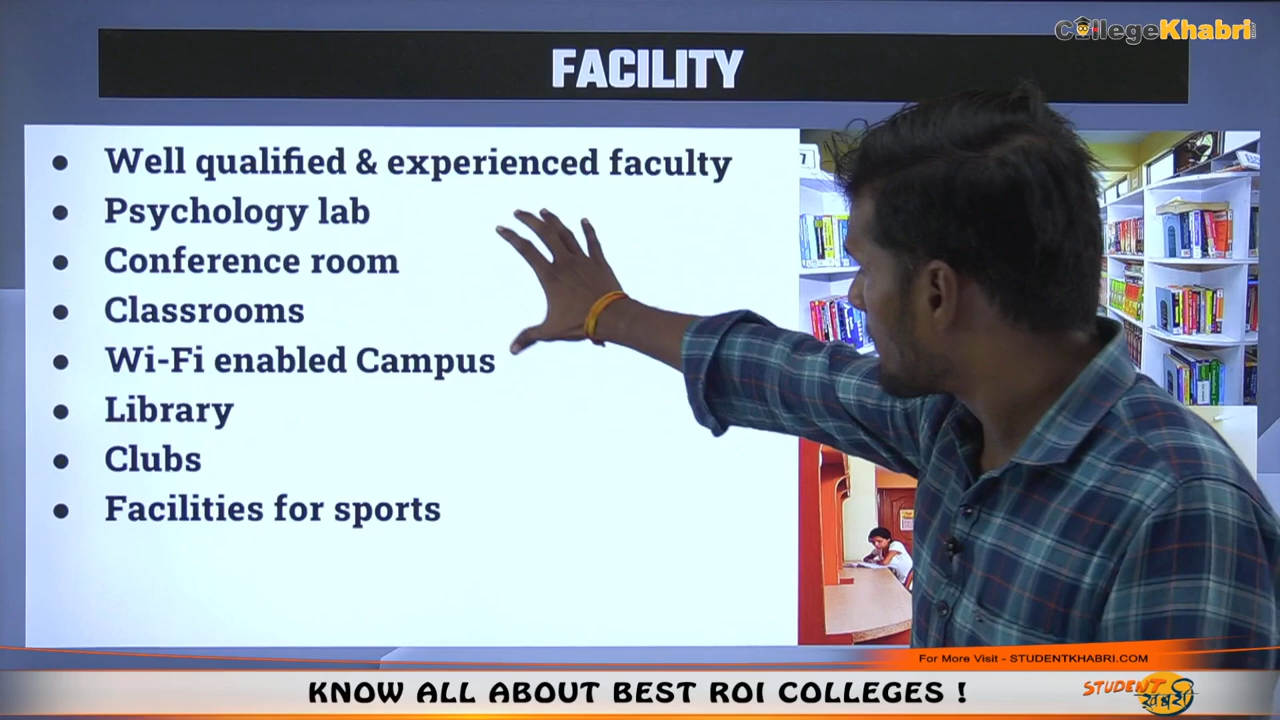 CollegeKhabri
FACILITY
7
● Well qualified & experienced faculty
● Psychology lab
● Conference room
● Classrooms
● Wi-Fi enabled Campus
● Library
● Clubs
● Facilities for sports
For More Visit - STUDENTKHABRI.COM
KNOW ALL ABOUT BEST ROI COLLEGES !
STUDENT
खबरी